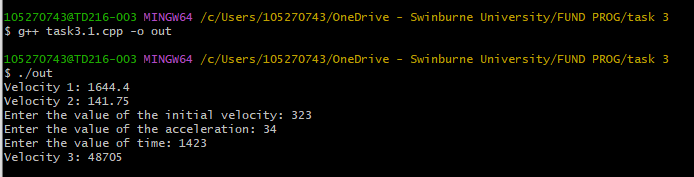 105270743@TD216-O03 MINGW64 /c/Users/105270743/OneDrive - Swinburne University/FUND PROG/task 3
$ g++ task3.1.cpp -o out
105270743@TD216-O03 MINGW64 /c/Users/105270743/OneDrive - Swinburne University/FUND PROG/task 3
$ ./out
Velocity 1: 1644.4
Velocity 2: 141.75
Enter the value of the initial velocity: 323
Enter the value of the acceleration: 34
Enter the value of time: 1423
Velocity 3: 48705